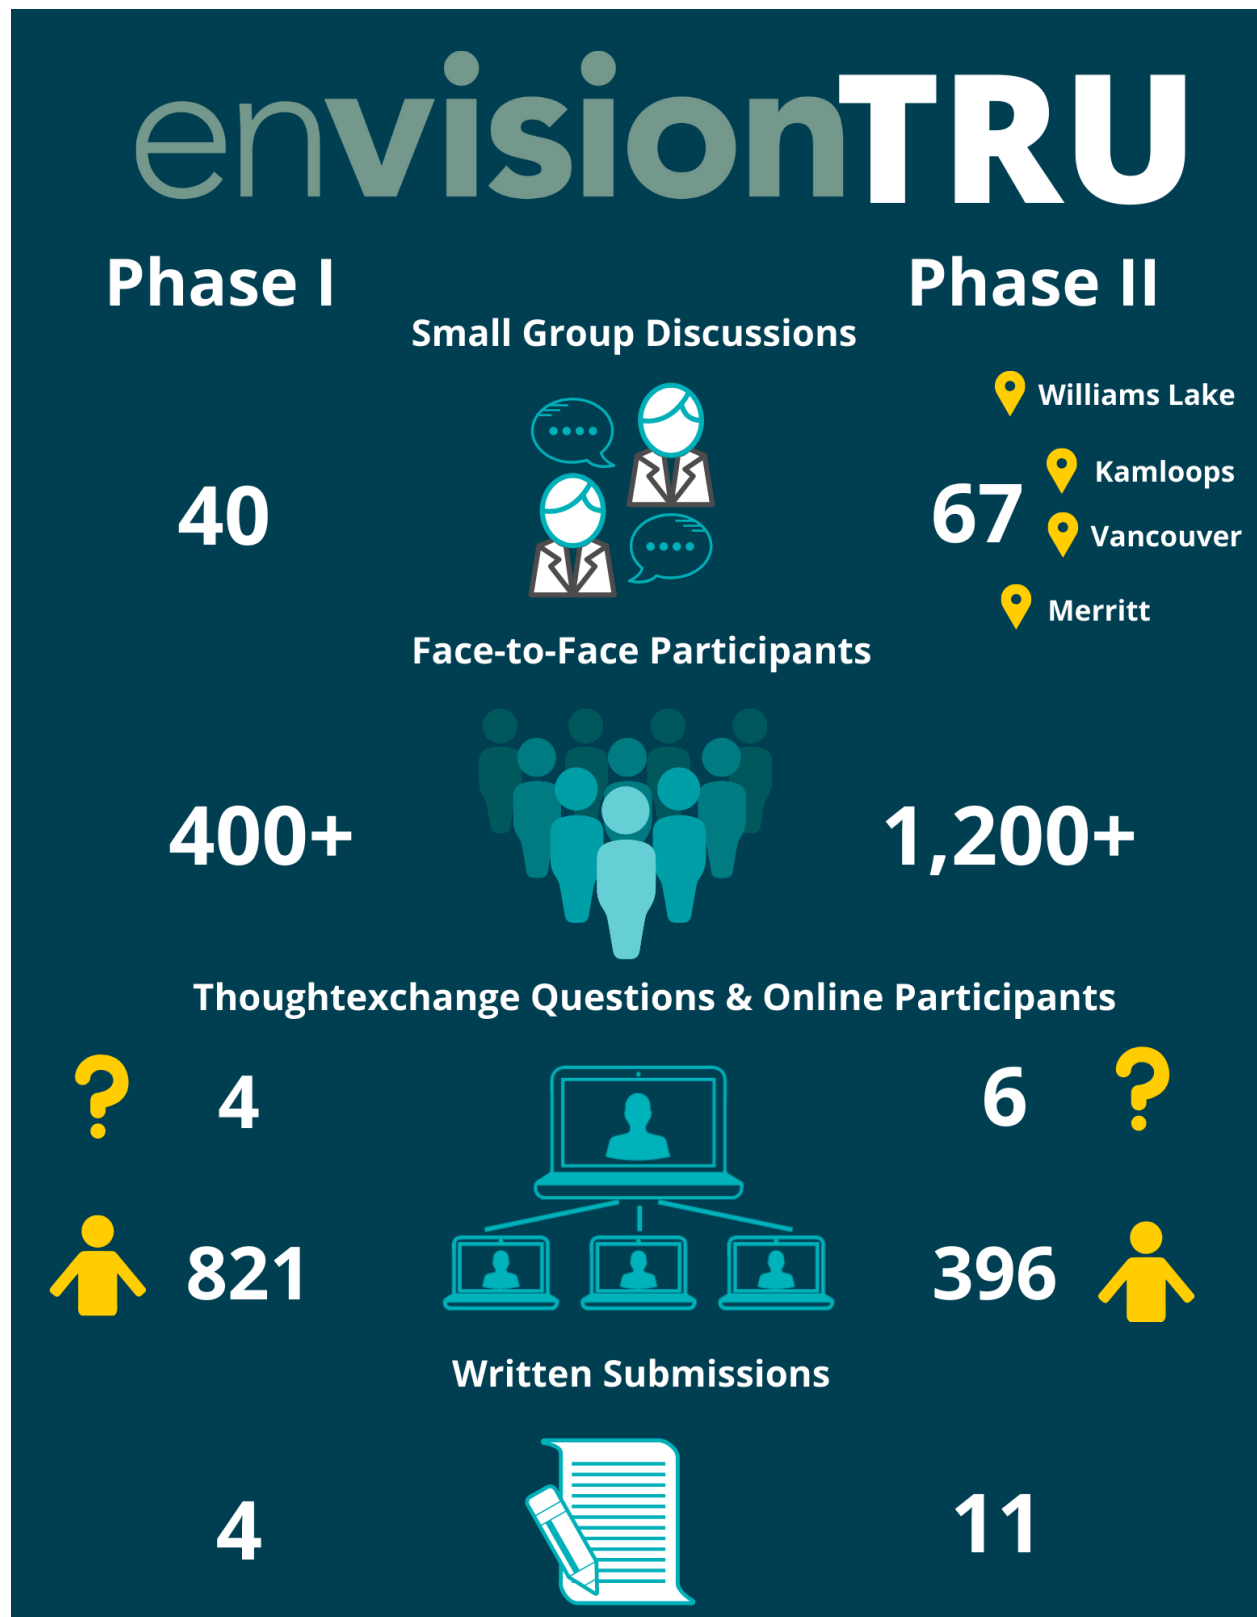 envisionTRU
Phase I
Phase II
Small Group Discussions
40
67
Williams Lake
Kamloops
Vancouver
Merritt
Face-to-Face Participants
400+
1,200+
Thoughtexchange Questions & Online Participants
? 4
6 ?
821
396
Written Submissions
4
11